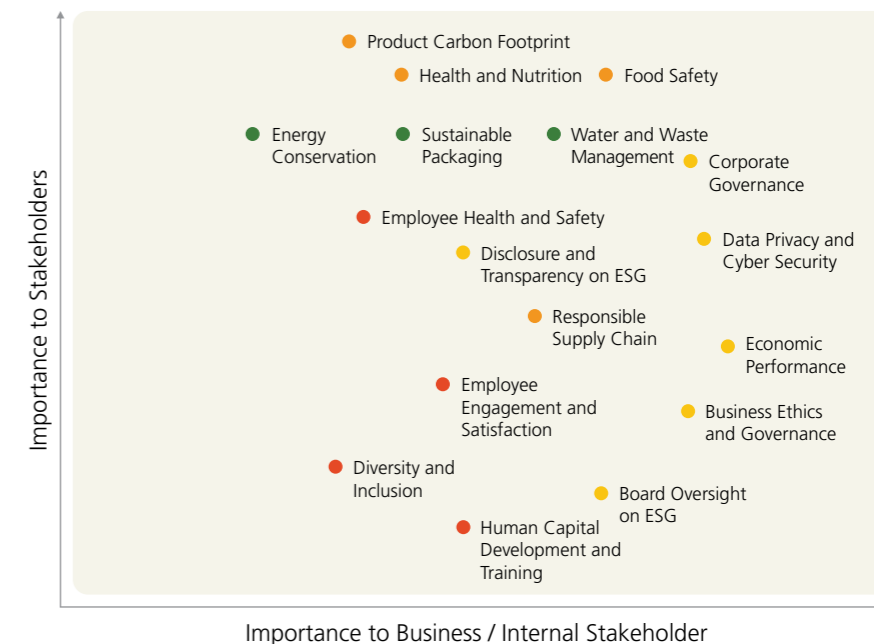 Product Carbon Footprint
Health and Nutrition
Food Safety
Energy
Conservation
Sustainable
Packaging
Water and Waste
Management
Corporate
Governance
Employee Health and Safety
Data Privacy and
Cyber Security
Disclosure and
Transparency on ESG
Responsible
Supply Chain
Economic
Performance
Employee
Engagement and
Satisfaction
Business Ethics
and Governance
Diversity and
Inclusion
Board Oversight
on ESG
Human Capital
Development and
Training
Importance to Stakeholders
Importance to Business / Internal Stakeholder